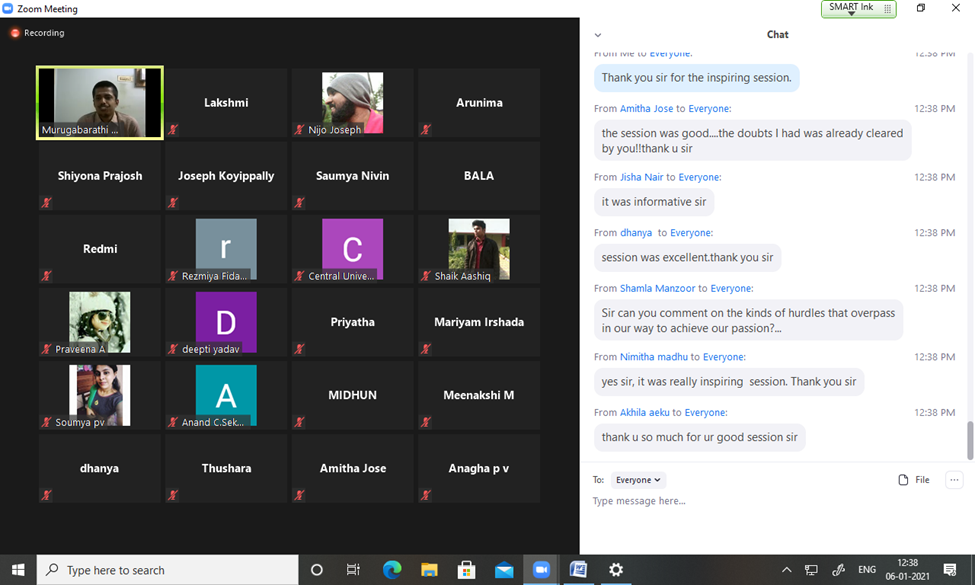 Zoom Meeting
SMART Ink
Recording
Murugabarathi ...
Lakshmi
Nijo Joseph
Arunima
Shiyona Prajosh
Joseph Koyippally
Saumya Nivin
BALA
Redmi
r
Rezmiya Fida...
C
Central Unive...
Shaik Aashiq
Praveena A
D
deepti yadav
Priyatha
Mariyam Irshada
Soumya pv
A
Anand C.Sek...
MIDHUN
Meenakshi M
dhanya
Thushara
Amitha Jose
Anagha p v
Chat
From Me to Everyone: 12:38 PM
Thank you sir for the inspiring session.
From Amitha Jose to Everyone: 12:38 PM
the session was good....the doubts I had was already cleared
by you!!thank u sir
From Jisha Nair to Everyone: 12:38 PM
it was informative sir
From dhanya to Everyone: 12:38 PM
session was excellent.thank you sir
From Shamla Manzoor to Everyone: 12:38 PM
Sir can you comment on the kinds of hurdles that overpass
in our way to achieve our passion?...
From Nimitha madhu to Everyone: 12:38 PM
yes sir, it was really inspiring session. Thank you sir
From Akhila aeku to Everyone: 12:38 PM
thank u so much for ur good session sir
To: Everyone File ...
Type message here...
Type here to search
ENG
12:38
06-01-2021